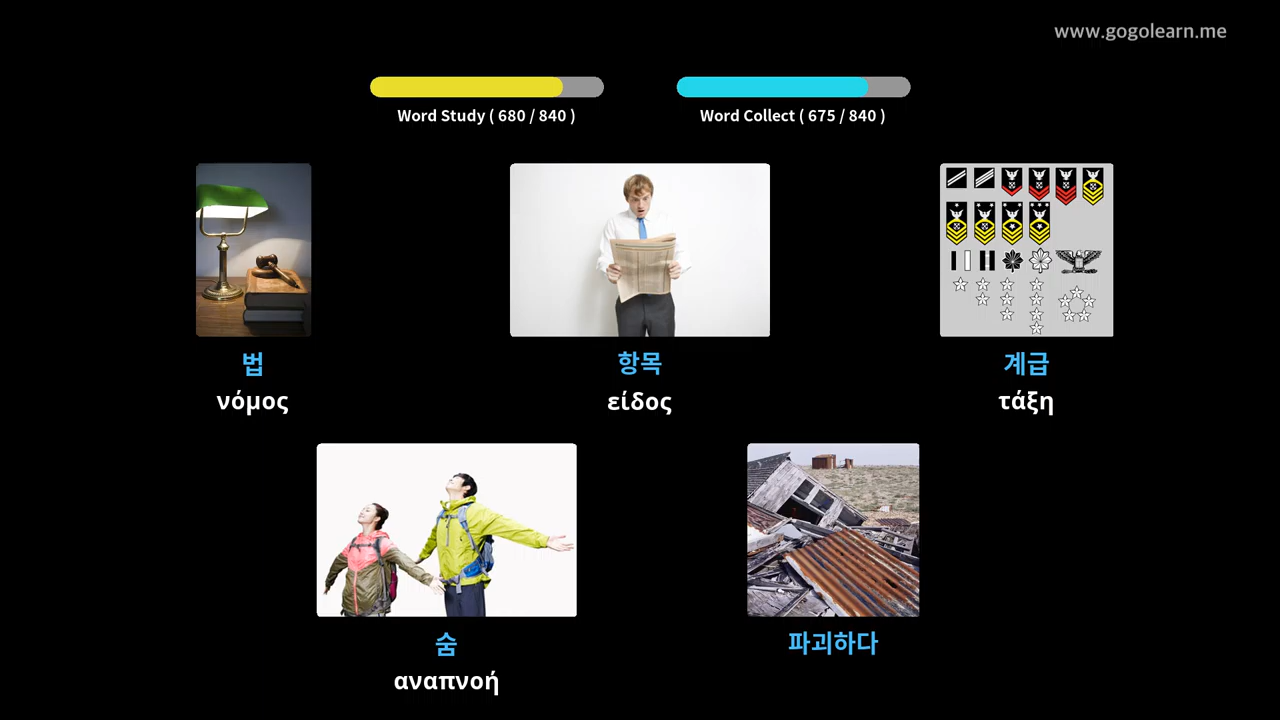 www.gogolearn.me
Word Study ( 680 / 840 )
Word Collect ( 675 / 840 )
법
νόμος
항목
είδος
계급
τάξη
숨
αναπνοή
파괴하다